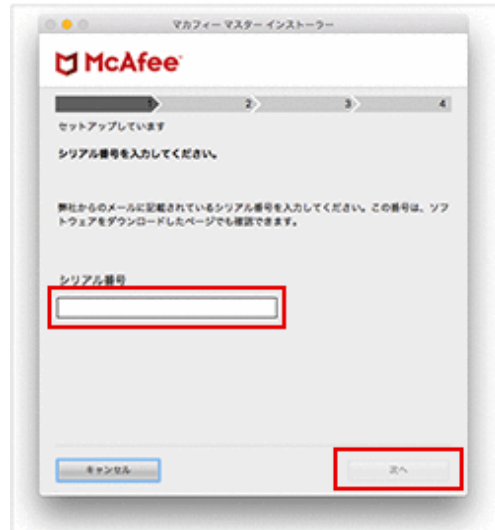 マカフィー マスター インストーラー
McAfee
1 2 3 4
セットアップしています
シリアル番号を入力してください。
弊社からのメールに記載されているシリアル番号を入力してください。この番号は、ソフ
トウェアをダウンロードしたページでも確認できます。
シリアル番号
キャンセル 次へ